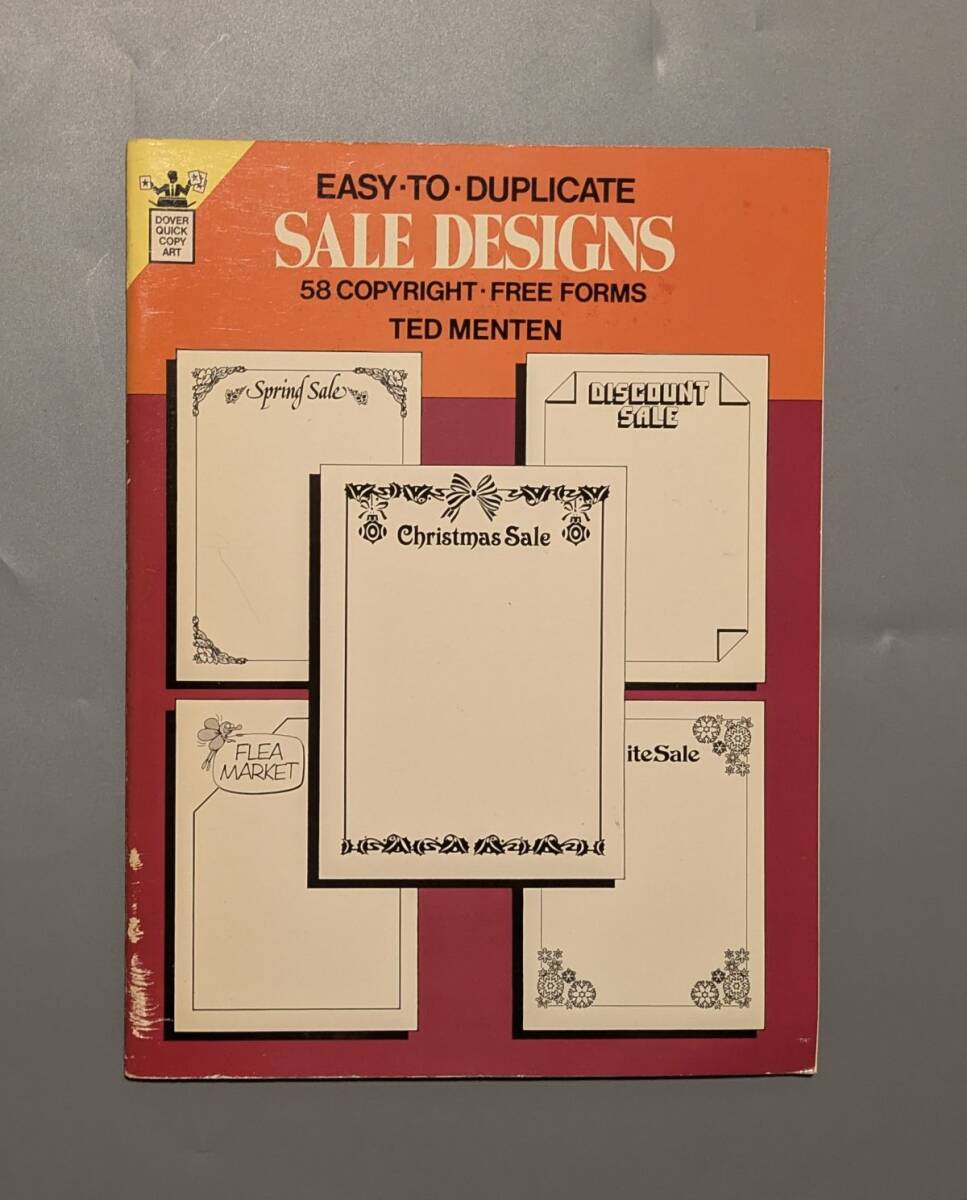 DOVER
QUICK
COPY
ART
EASY·TO·DUPLICATE
SALE DESIGNS
58 COPYRIGHT·FREE FORMS
TED MENTEN
Spring Sale
DISCOUNT
SALE
Christmas Sale
FLEA
MARKET
iteSale